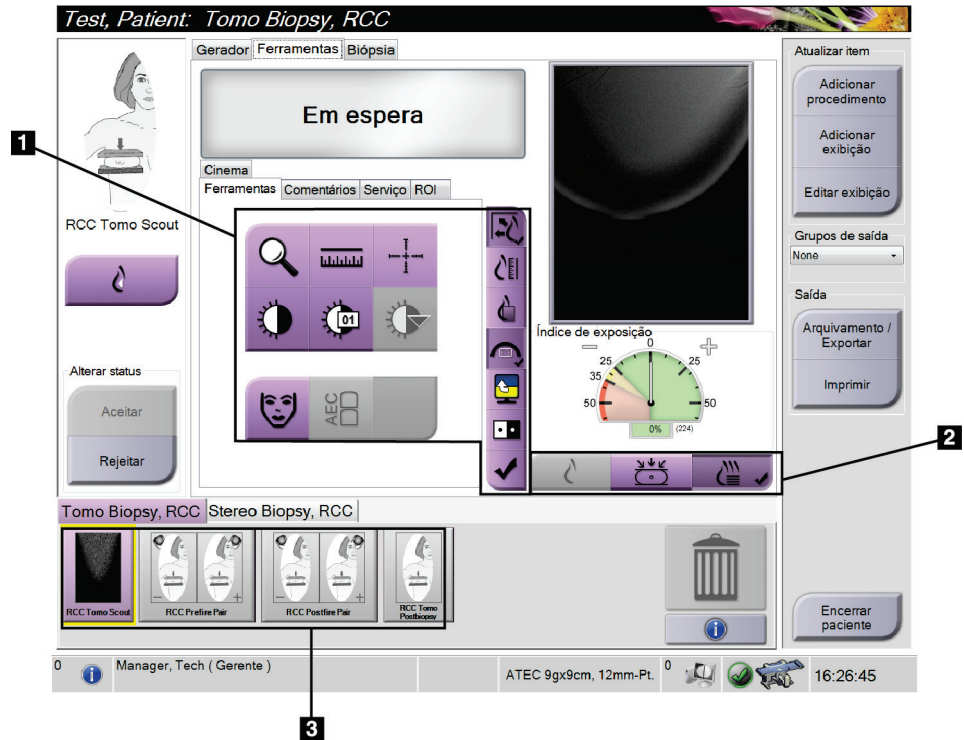 Test, Patient: Tomo Biopsy, RCC
Gerador Ferramentas Biópsia
Em espera
Cinema
Ferramentas Comentários Serviço ROI
1
RCC Tomo Scout
01
AEC
Alterar status
Aceitar
Rejeitar
Índice de exposição
0
25 25
35
50 50
0% (224)
2
Atualizar item
Adicionar
procedimento
Adicionar
exibição
Editar exibição
Grupos de saída
None
Saída
Arquivamento /
Exportar
Imprimir
Tomo Biopsy, RCC Stereo Biopsy, RCC
RCC Tomo Scout
RCC Prefire Pair
RCC Postfire Pair
RCC Tomo
Postbiopsy
Encerrar
paciente
0 Manager, Tech ( Gerente ) ATEC 9gx9cm, 12mm-Pt. 0 16:26:45
3